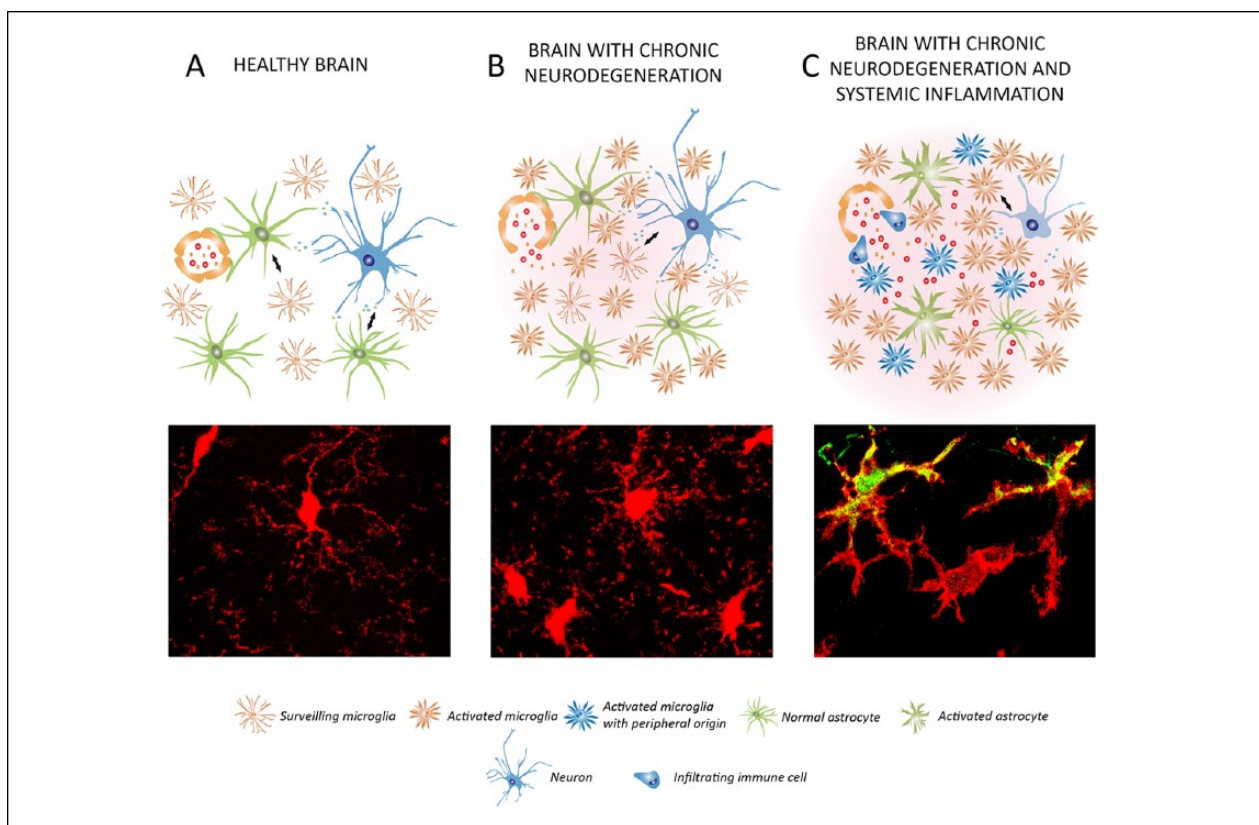 A
HEALTHY BRAIN
B
BRAIN WITH CHRONIC
NEURODEGENERATION
C
BRAIN WITH CHRONIC
NEURODEGENERATION AND
SYSTEMIC INFLAMMATION
Surveilling microglia
Activated microglia
Activated microglia
with peripheral origin
Normal astrocyte
Activated astrocyte
Neuron
Infiltrating immune cell